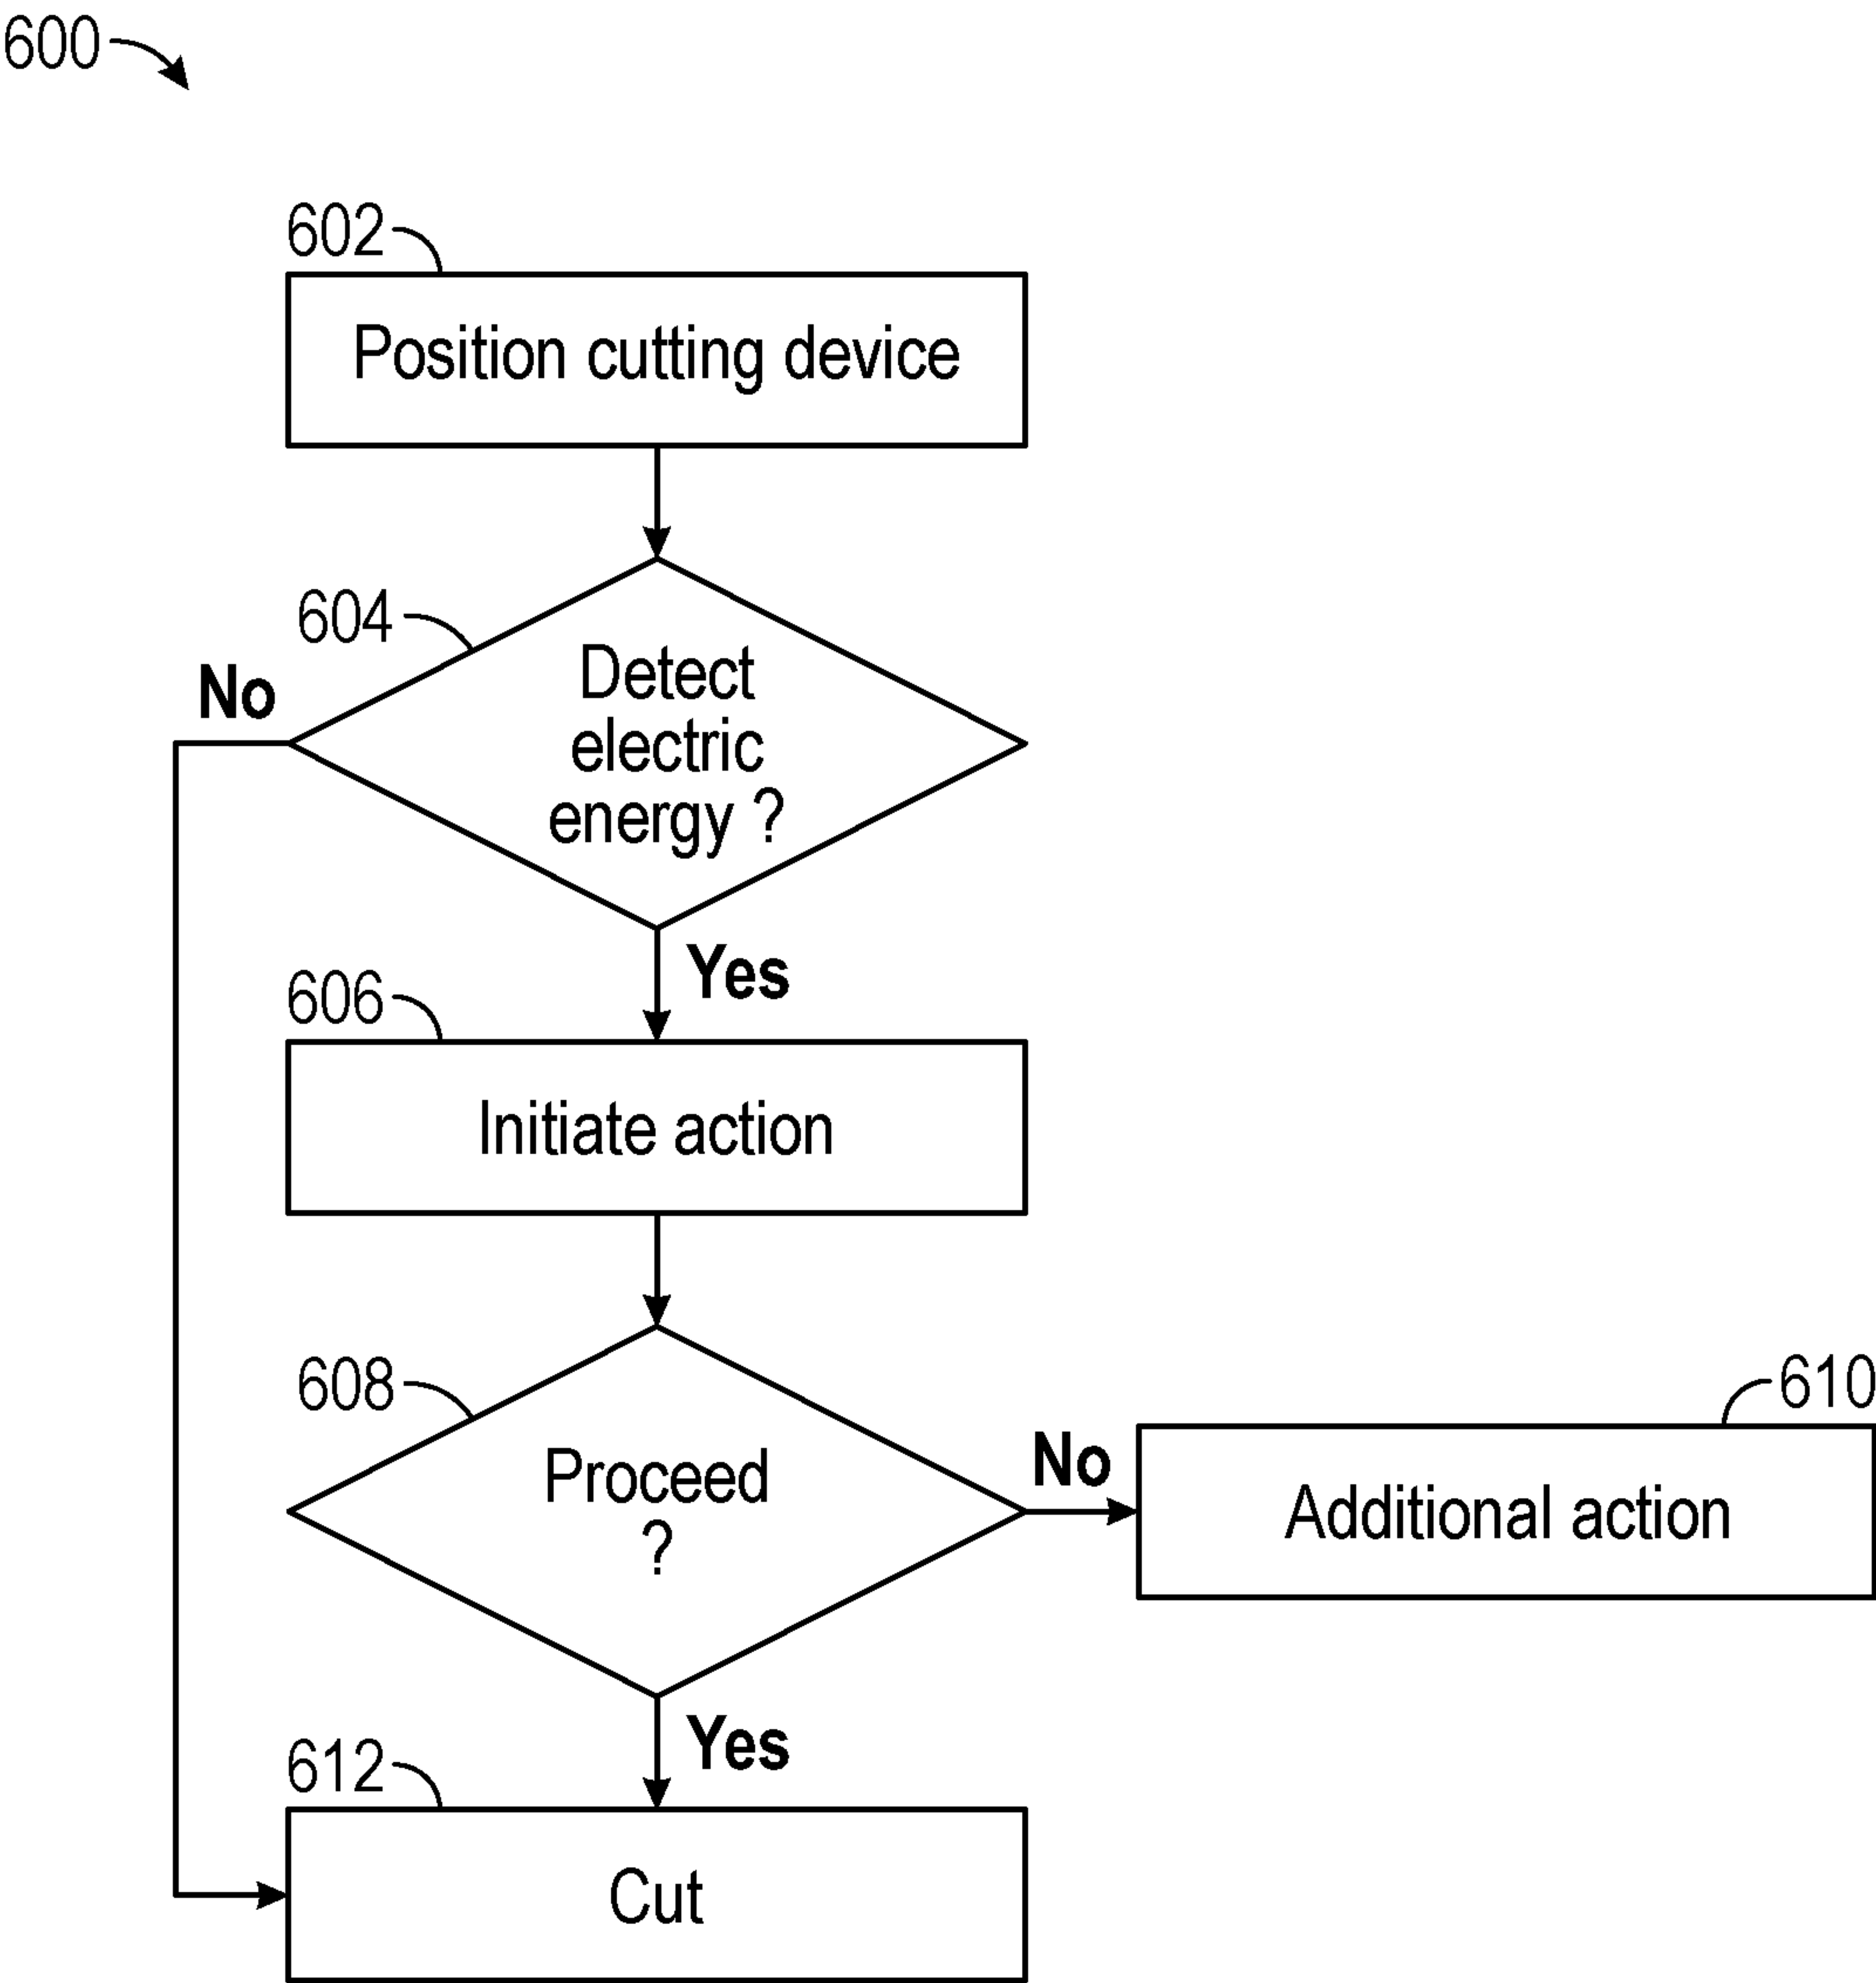 600
602
Position cutting device
604
No
Detect
electric
energy ?
Yes
606
Initiate action
608
Proceed
?
No
610
Additional action
Yes
612
Cut